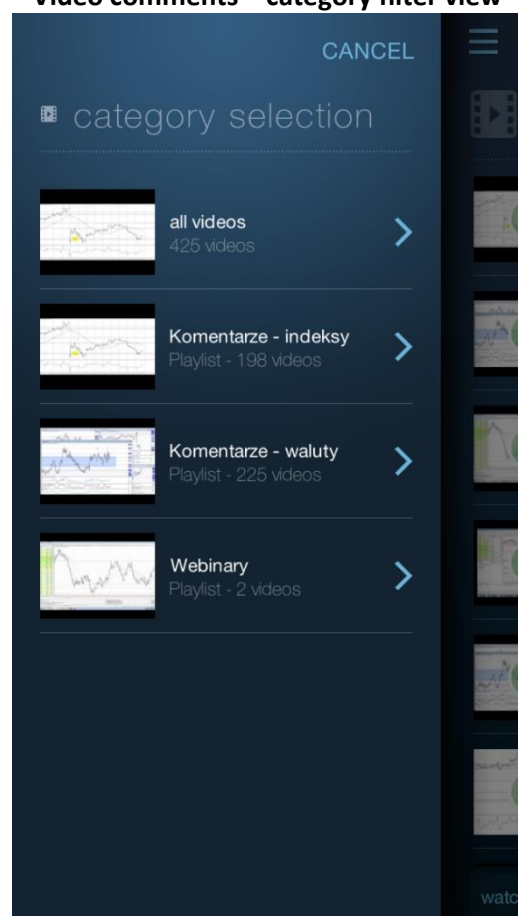 Video comments – category filter view
CANCEL
category selection
all videos
425 videos
Komentarze - indeksy
Playlist - 198 videos
Komentarze - waluty
Playlist - 225 videos
Webinary
Playlist - 2 videos
watc